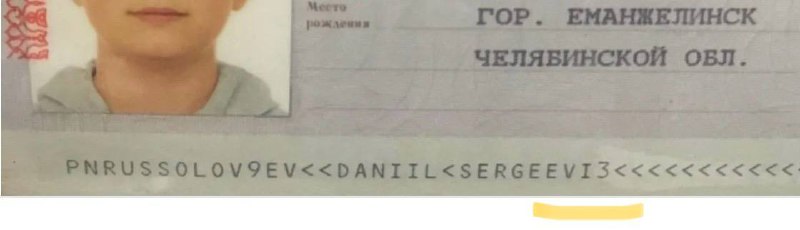 Место
рождения
ГОР. ЕМАНЖЕЛИНСК
ЧЕЛЯБИНСКОЙ ОБЛ.
PNRUSSOLOV9EV<<DANIIL<SERGEEVI3<<<<<<<<<<<<